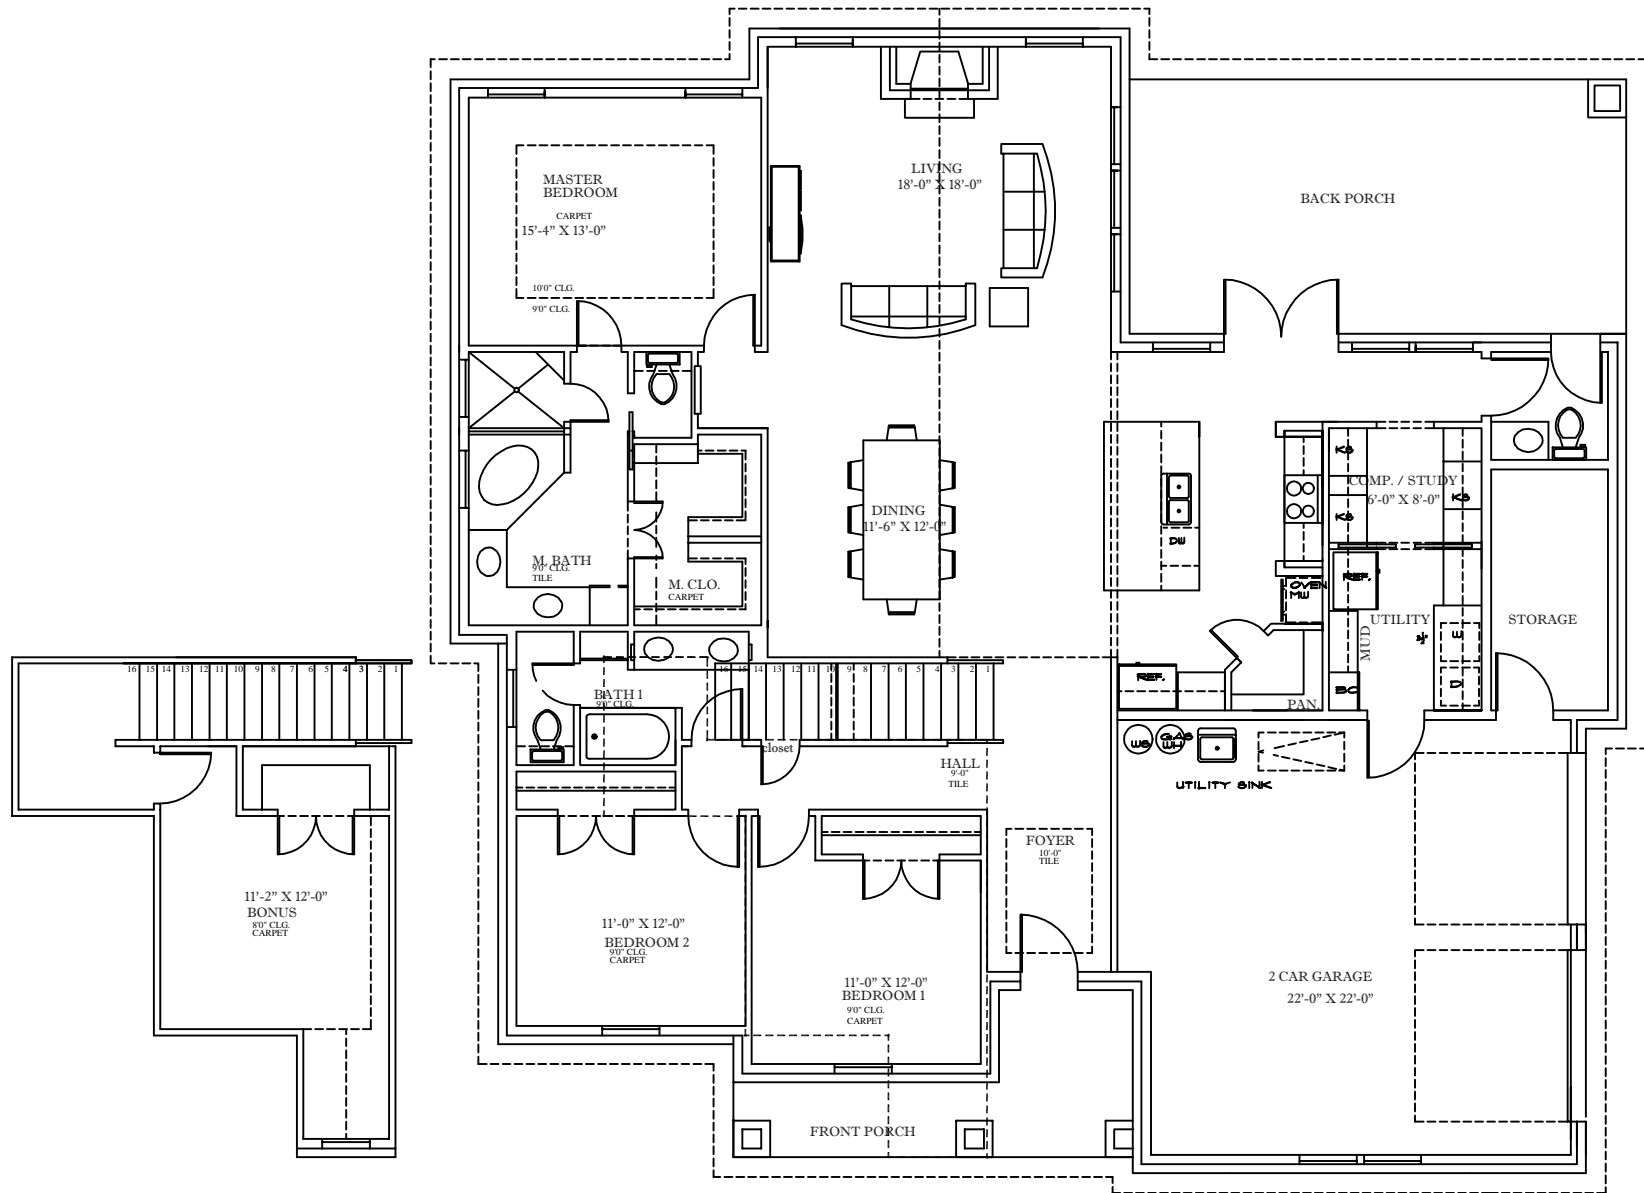 MASTER
BEDROOM
CARPET
15'-4" X 13'-0"
10'0" CLG.
9'0" CLG.
LIVING
18'-0" X 18'-0"
BACK PORCH
DINING
11'-6" X 12'-0"
DW
KS
KS
KS
COMP. / STUDY
6'-0" X 8'-0"
M. BATH
9'0" CLG.
TILE
M. CLO.
CARPET
OVEN
MW
REF.
MUD
UTILITY
W
D
BC
STORAGE
REF.
PAN.
16 15 14 13 12 11 10 9 8 7 6 5 4 3 2 1
BATH 1
9'0" CLG.
16 15 14 13 12 11 10 9 8 7 6 5 4 3 2 1
closet
HALL
9'-0"
TILE
WS
GAS
WH
UTILITY SINK
FOYER
10'-0"
TILE
11'-2" X 12'-0"
BONUS
8'0" CLG.
CARPET
11'-0" X 12'-0"
BEDROOM 2
9'0" CLG.
CARPET
11'-0" X 12'-0"
BEDROOM 1
9'0" CLG.
CARPET
2 CAR GARAGE
22'-0" X 22'-0"
FRONT PORCH